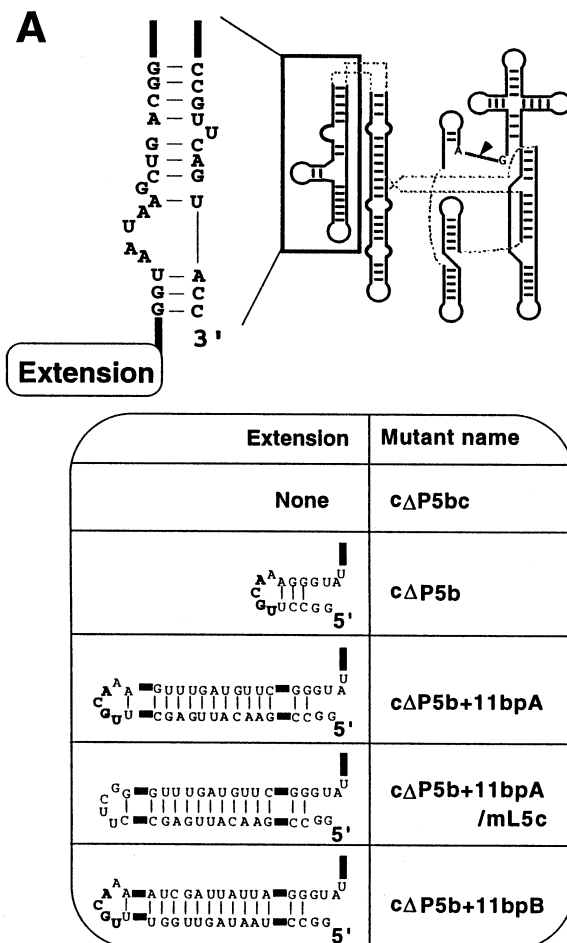 A
G – C
G – C
C – G
A – U
U
G C
U – A
C – G
G
A – U
A
U
A A
U – A
G – C
G – C
3'
A G
Extension
Extension Mutant name
None cΔP5bc
A A A A G G G U A U
C G U U C C G G 5'
cΔP5b
A A A A G U U U G A U G U U C G G G U A U
C G U U C G A G U U A C A A G C C G G 5'
cΔP5b+11bpA
G G G U U U G A U G U U C G G G U A U
C U U C C G A G U U A C A A G C C G G 5'
cΔP5b+11bpA
/mL5c
A A A A A U C G A U U A U U A G G G U A U
C G U U U G G U U G A U A A U C C G G 5'
cΔP5b+11bpB